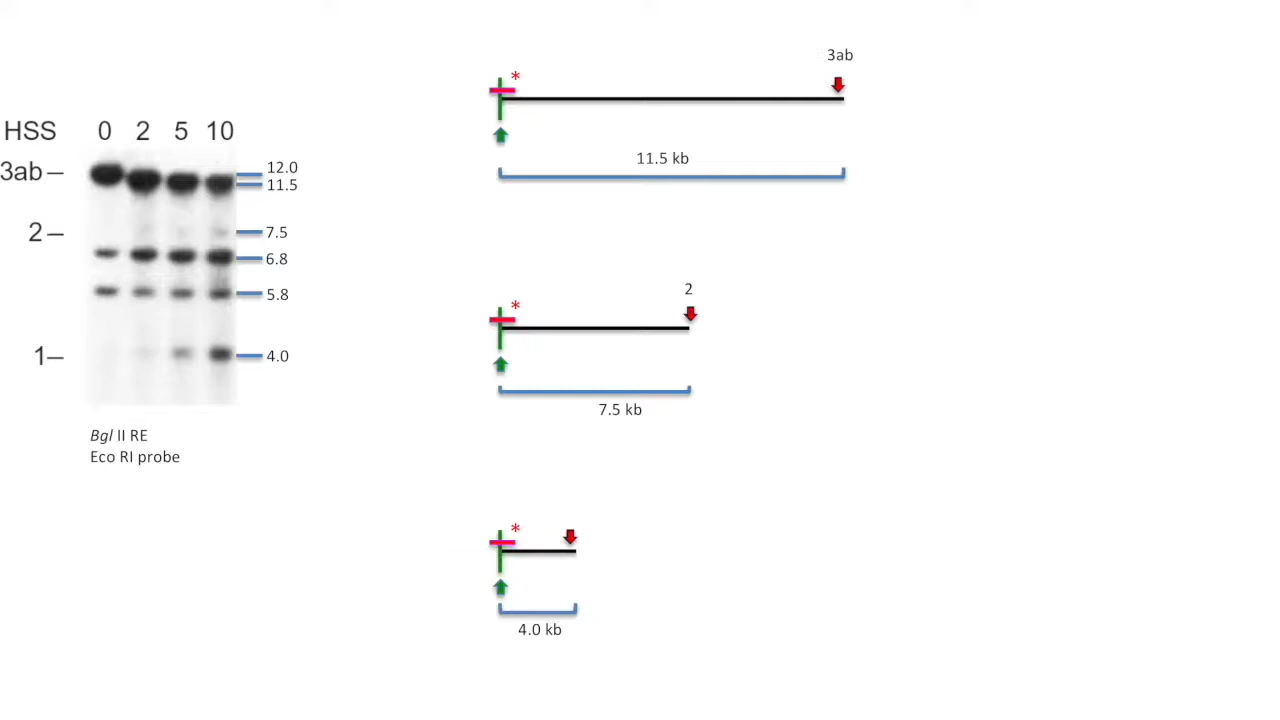 HSS 0 2 5 10
3ab
2
1
12.0
11.5
7.5
6.8
5.8
4.0
Bgl II RE
Eco RI probe
3ab
*
11.5 kb
2
*
7.5 kb
*
4.0 kb